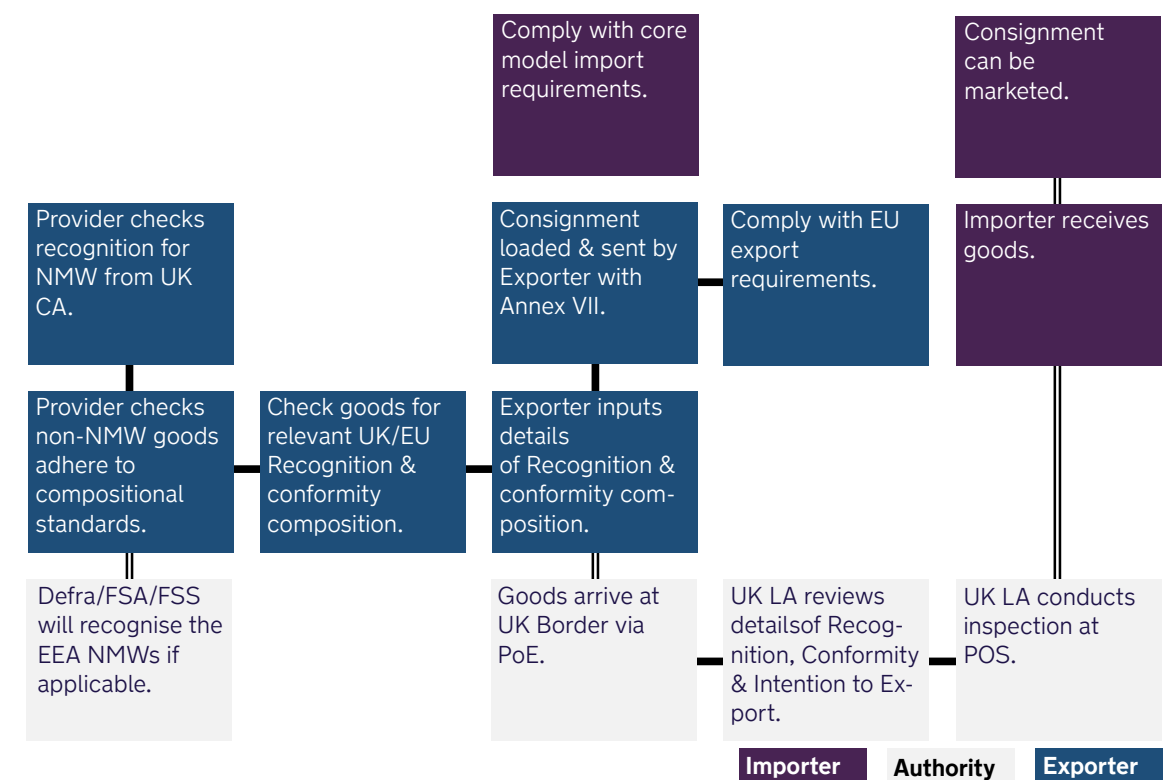 Comply with core
model import
requirements.
Consignment
can be
marketed.
Provider checks
recognition for
NMW from UK
CA.
Consignment
loaded & sent by
Exporter with
Annex VII.
Comply with EU
export
requirements.
Importer receives
goods.
Provider checks
non-NMW goods
adhere to
compositional
standards.
Check goods for
relevant UK/EU
Recognition &
conformity
composition.
Exporter inputs
details
of Recognition &
conformity com-
position.
Defra/FSA/FSS
will recognise the
EEA NMWs if
applicable.
Goods arrive at
UK Border via
PoE.
UK LA reviews
detailsof Recog-
nition, Conformity
& Intention to Ex-
port.
UK LA conducts
inspection at
POS.
Importer
Authority
Exporter